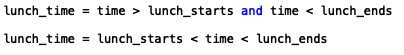 lunch_time = time > lunch_starts and time < lunch_ends
lunch_time = lunch_starts < time < lunch_ends